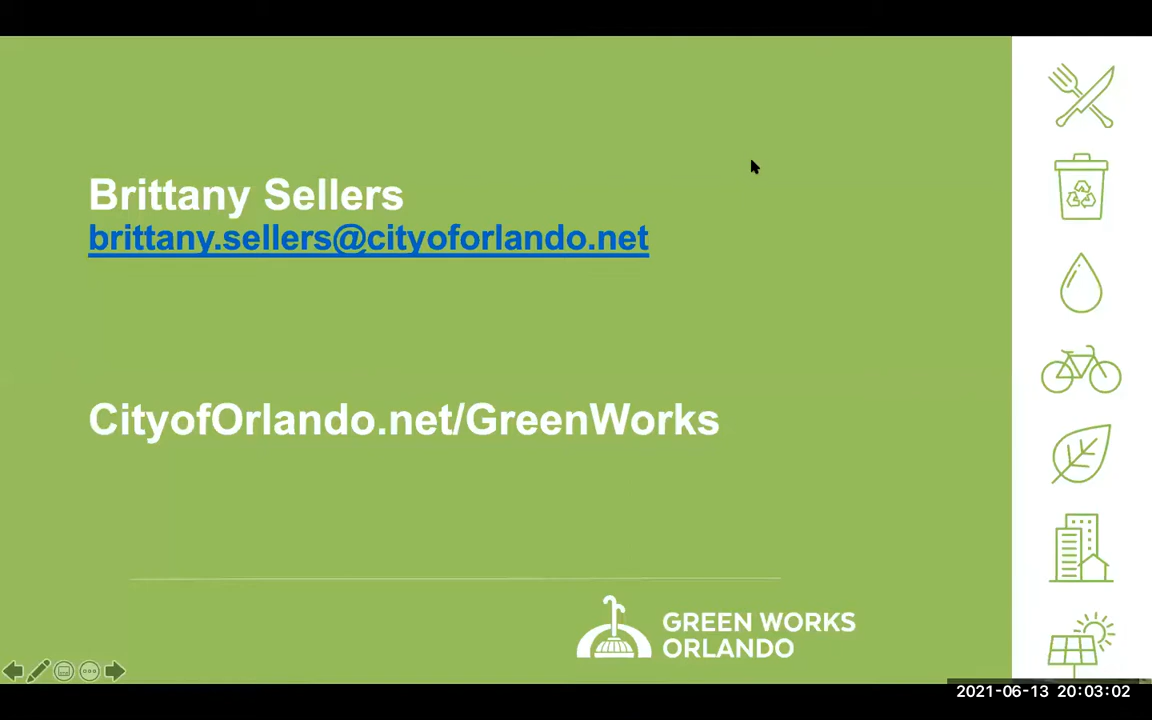 Brittany Sellers
brittany.sellers@cityoforlando.net
CityofOrlando.net/GreenWorks
GREEN WORKS
ORLANDO
2021-06-13 20:03:02